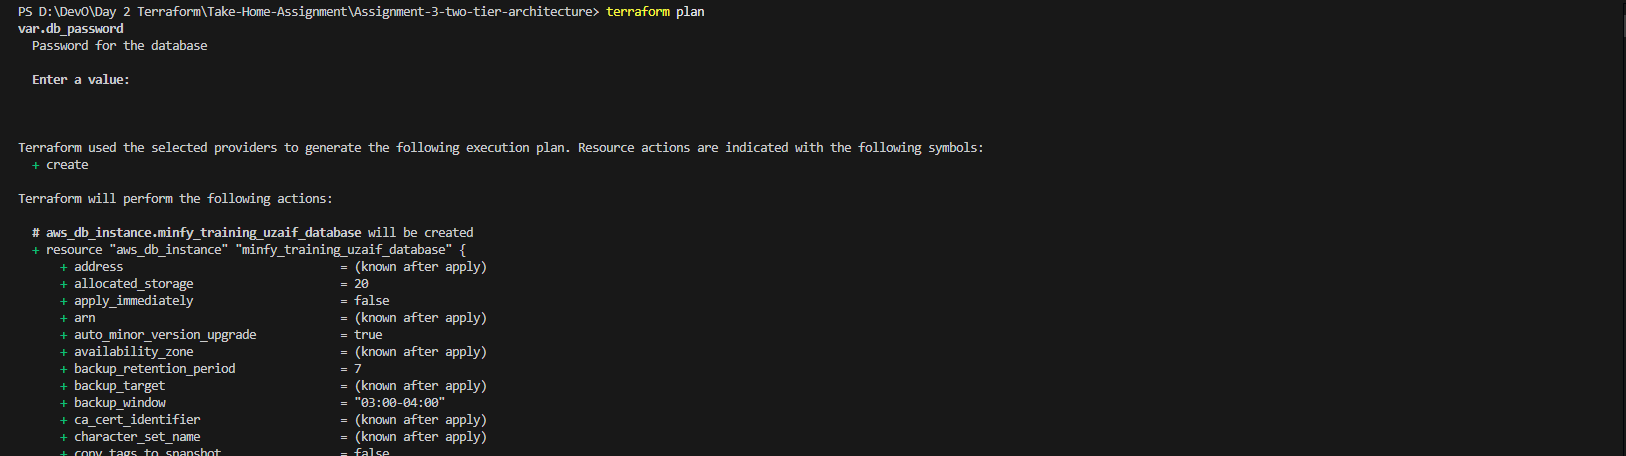 PS D:\DevO\Day 2 Terraform\Take-Home-Assignment\Assignment-3-two-tier-architecture> terraform plan
var.db_password
  Password for the database

  Enter a value:

Terraform used the selected providers to generate the following execution plan. Resource actions are indicated with the following symbols:
  + create

Terraform will perform the following actions:

  # aws_db_instance.minfy_training_uzaif_database will be created
  + resource "aws_db_instance" "minfy_training_uzaif_database" {
      + address                               = (known after apply)
      + allocated_storage                     = 20
      + apply_immediately                     = false
      + arn                                   = (known after apply)
      + auto_minor_version_upgrade            = true
      + availability_zone                     = (known after apply)
      + backup_retention_period               = 7
      + backup_target                         = (known after apply)
      + backup_window                         = "03:00-04:00"
      + ca_cert_identifier                    = (known after apply)
      + character_set_name                    = (known after apply)
      + copy_tags_to_snapshot                 = false